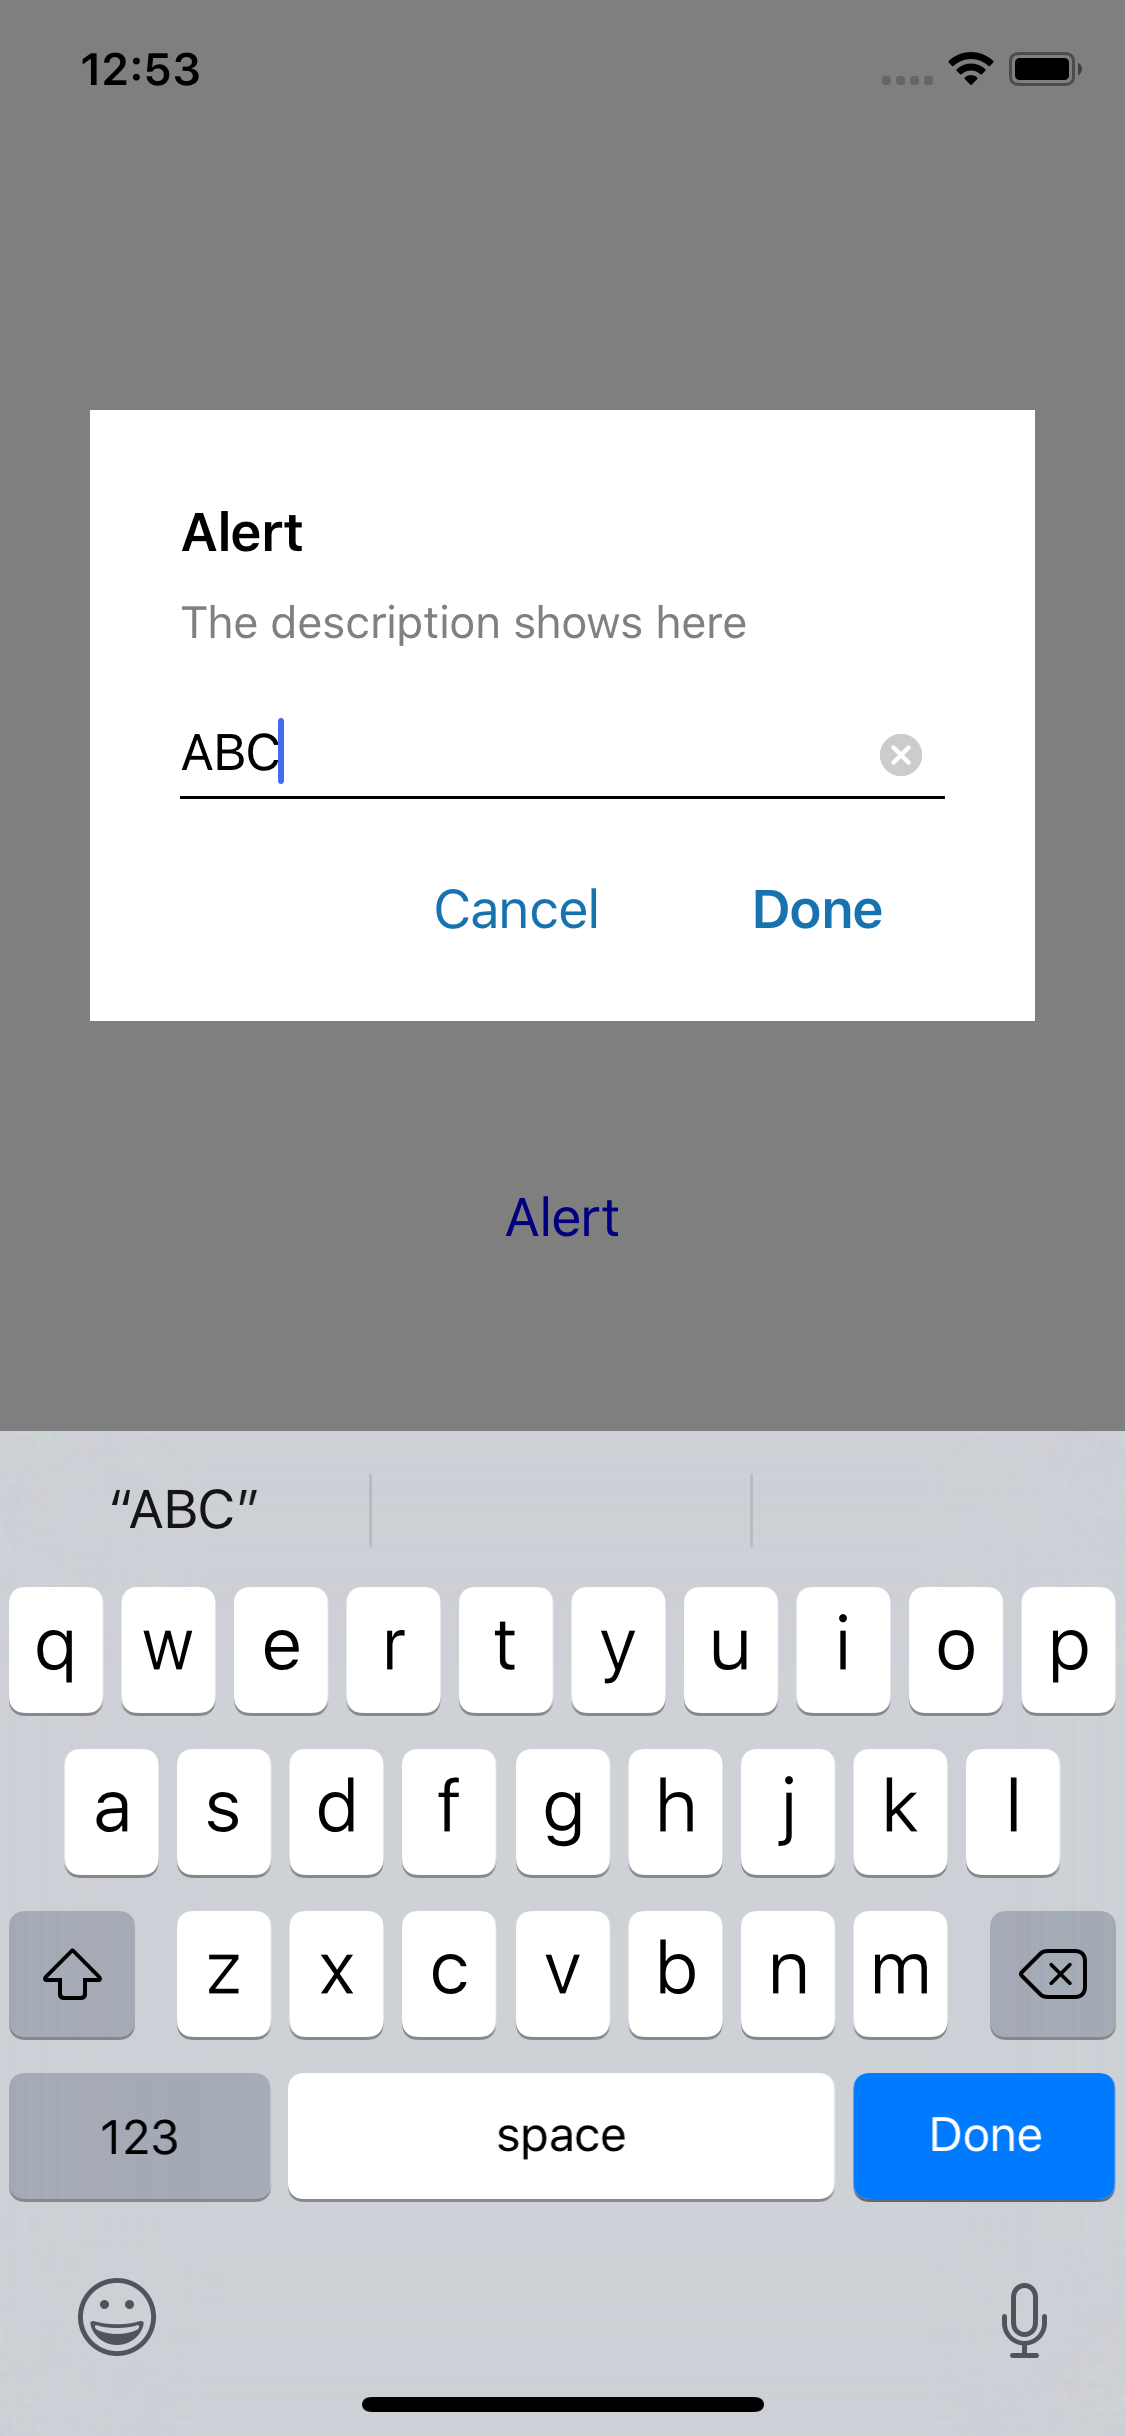 12:53
Alert
The description shows here
ABC
Cancel Done
Alert
“ABC”
q w e r t y u i o p
a s d f g h j k l
z x c v b n m
123 space Done